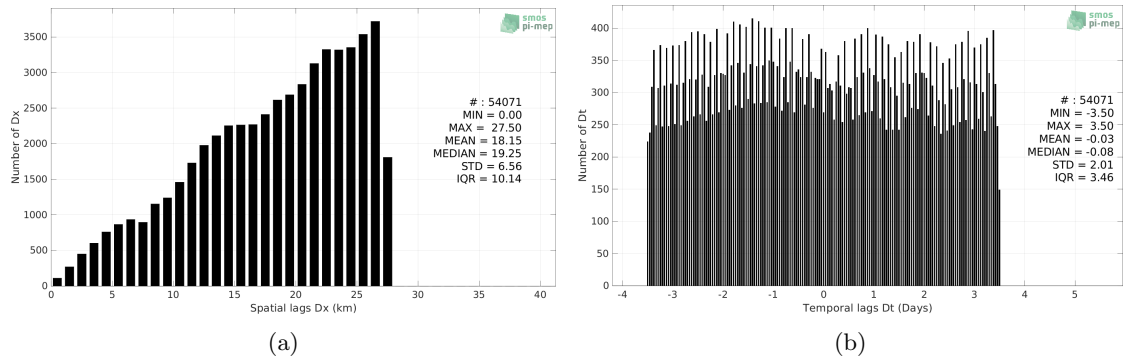 smos
pi-mep
3500
3000
2500
2000
1500
1000
500
0
Number of Dx
# : 54071
MIN = 0.00
MAX = 27.50
MEAN = 18.15
MEDIAN = 19.25
STD = 6.56
IQR = 10.14
0 5 10 15 20 25 30 35 40
Spatial lags Dx (km)
(a)
smos
pi-mep
400
350
300
250
200
150
100
50
0
Number of Dt
# : 54071
MIN = -3.50
MAX = 3.50
MEAN = -0.03
MEDIAN = -0.08
STD = 2.01
IQR = 3.46
-4 -3 -2 -1 0 1 2 3 4 5
Temporal lags Dt (Days)
(b)